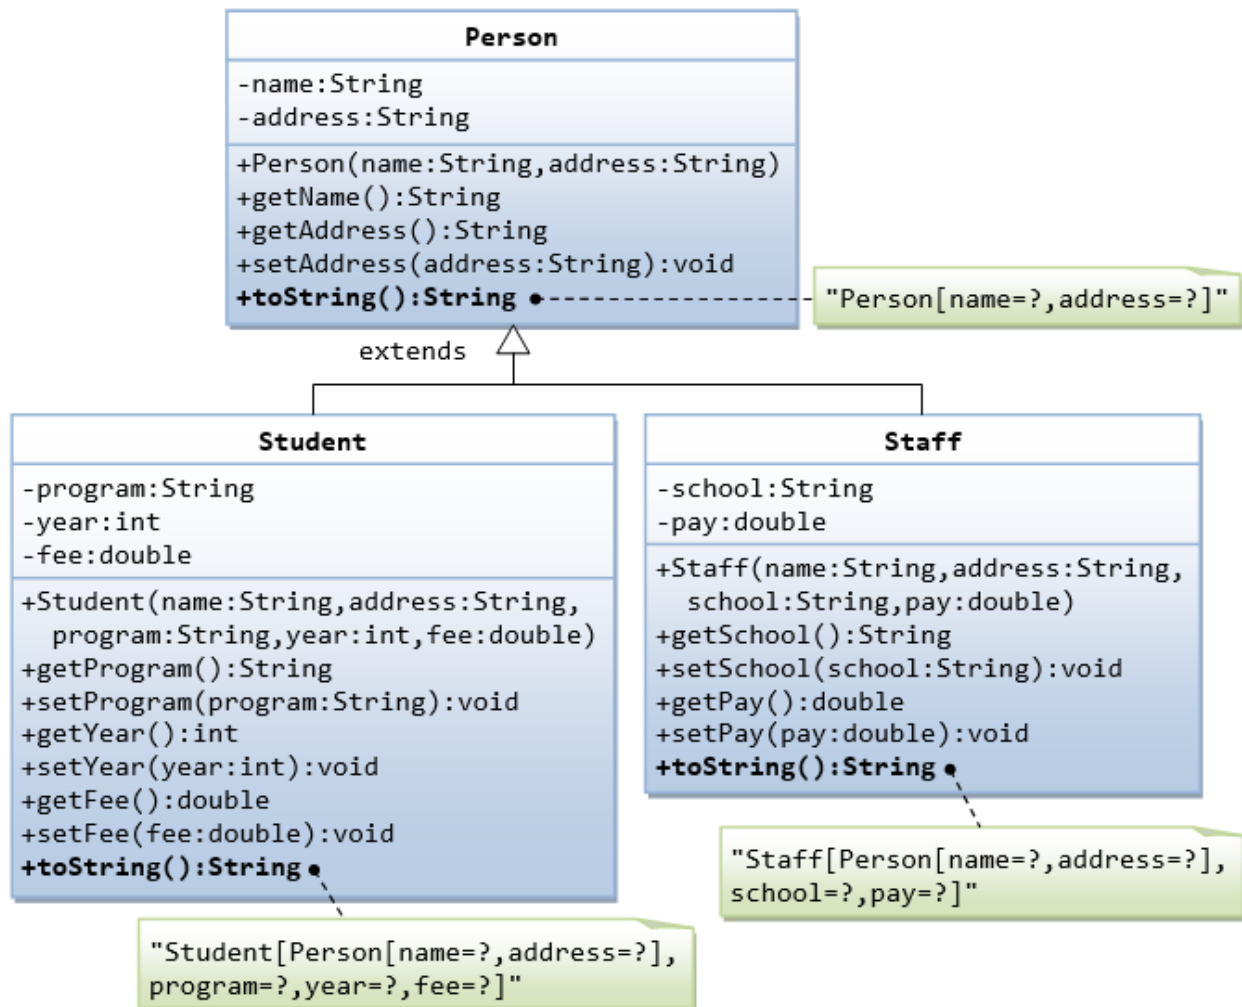 Person
-name:String
-address:String
+Person(name:String,address:String)
+getName():String
+getAddress():String
+setAddress(address:String):void
+toString():String
"Person[name=?,address=?]"
extends
Student
-program:String
-year:int
-fee:double
+Student(name:String,address:String,
program:String,year:int,fee:double)
+getProgram():String
+setProgram(program:String):void
+getYear():int
+setYear(year:int):void
+getFee():double
+setFee(fee:double):void
+toString():String
"Student[Person[name=?,address=?],
program=?,year=?,fee=?]"
Staff
-school:String
-pay:double
+Staff(name:String,address:String,
school:String,pay:double)
+getSchool():String
+setSchool(school:String):void
+getPay():double
+setPay(pay:double):void
+toString():String
"Staff[Person[name=?,address=?],
school=?,pay=?]"